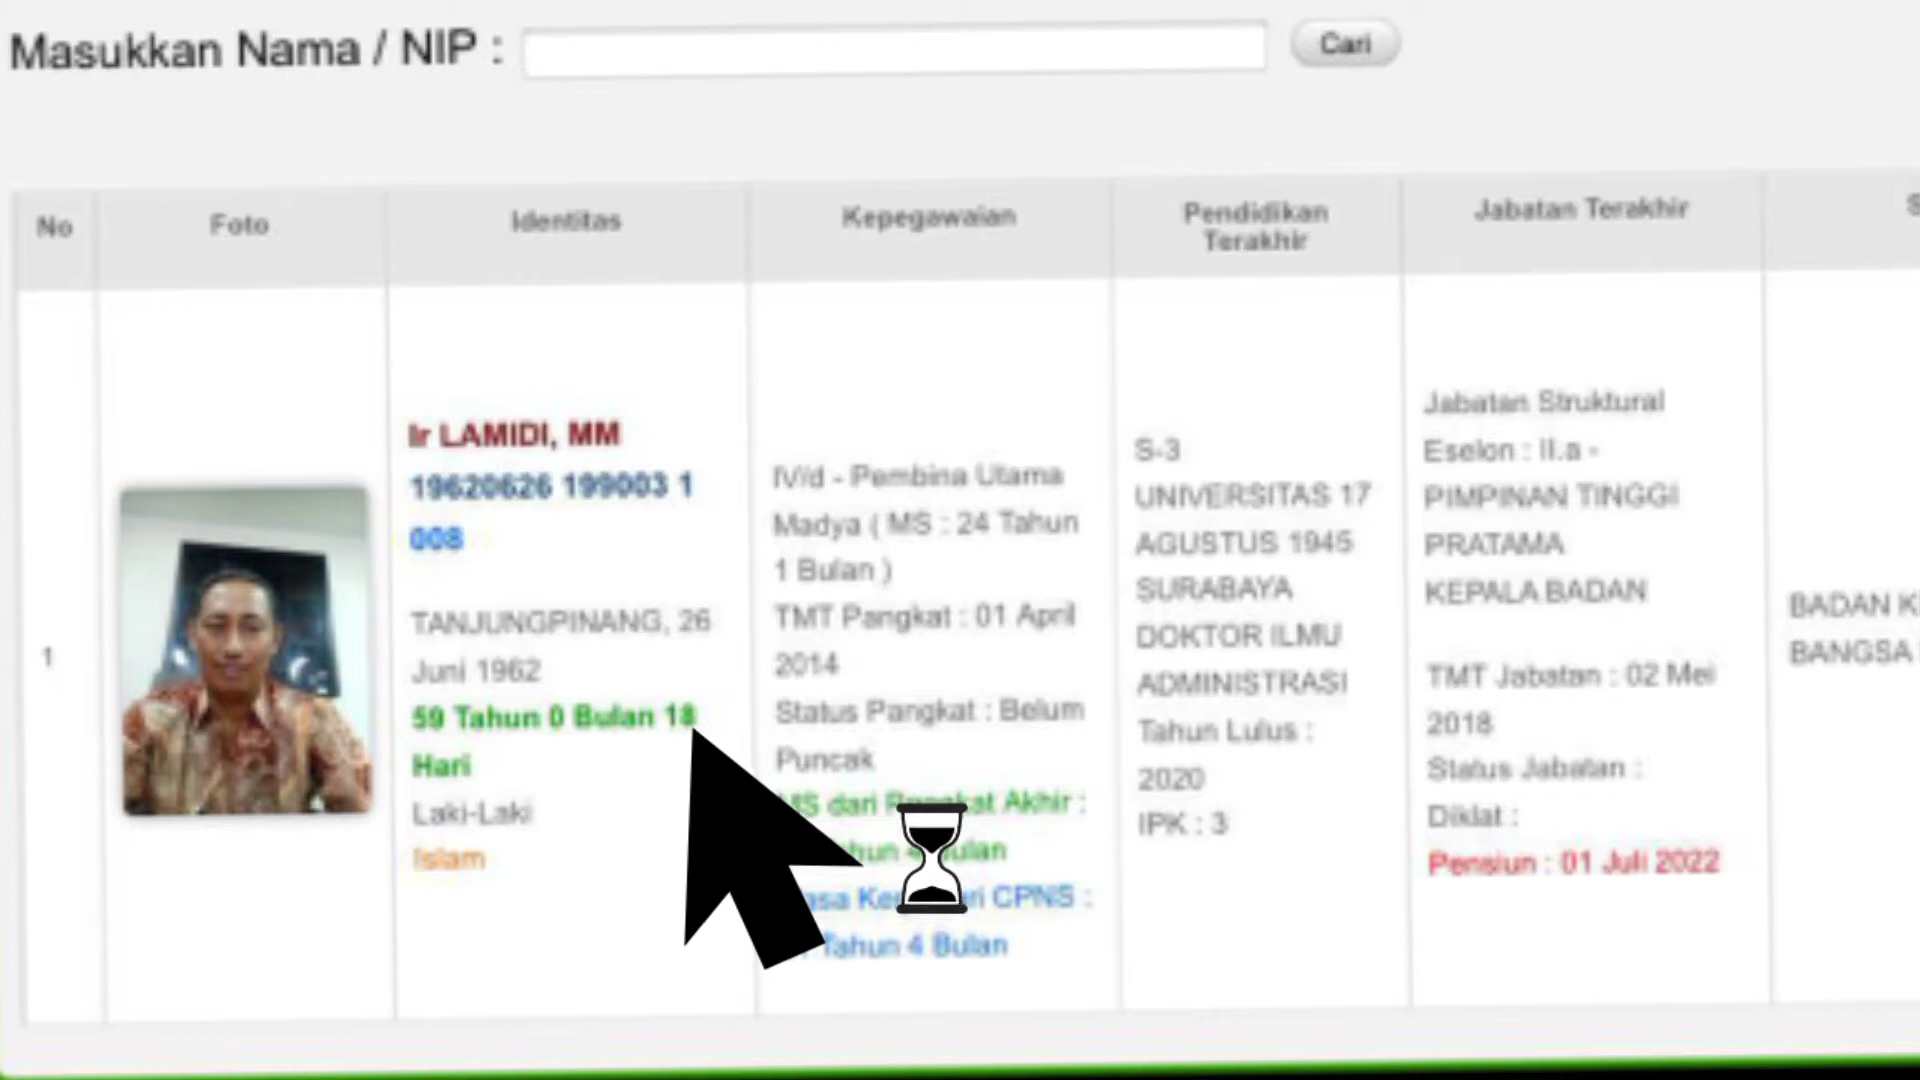 Masukkan Nama / NIP :
Cari
No
Foto
Identitas
Kepegawaian
Pendidikan
Terakhir
Jabatan Terakhir
S
1
Ir LAMIDI, MM
19620626 199003 1
008
TANJUNGPINANG, 26
Juni 1962
59 Tahun 0 Bulan 18
Hari
Laki-Laki
Islam
IV/d - Pembina Utama
Madya ( MS : 24 Tahun
1 Bulan )
TMT Pangkat : 01 April
2014
Status Pangkat : Belum
Puncak
dari Akhir :
4
CPNS :
Tahun 4 Bulan
S-3
UNIVERSITAS 17
AGUSTUS 1945
SURABAYA
DOKTOR ILMU
ADMINISTRASI
Tahun Lulus :
2020
IPK : 3
Jabatan Struktural
Eselon : II.a -
PIMPINAN TINGGI
PRATAMA
KEPALA BADAN
TMT Jabatan : 02 Mei
2018
Status Jabatan :
Diklat :
Pensiun : 01 Juli 2022
BADAN K
BANGSA